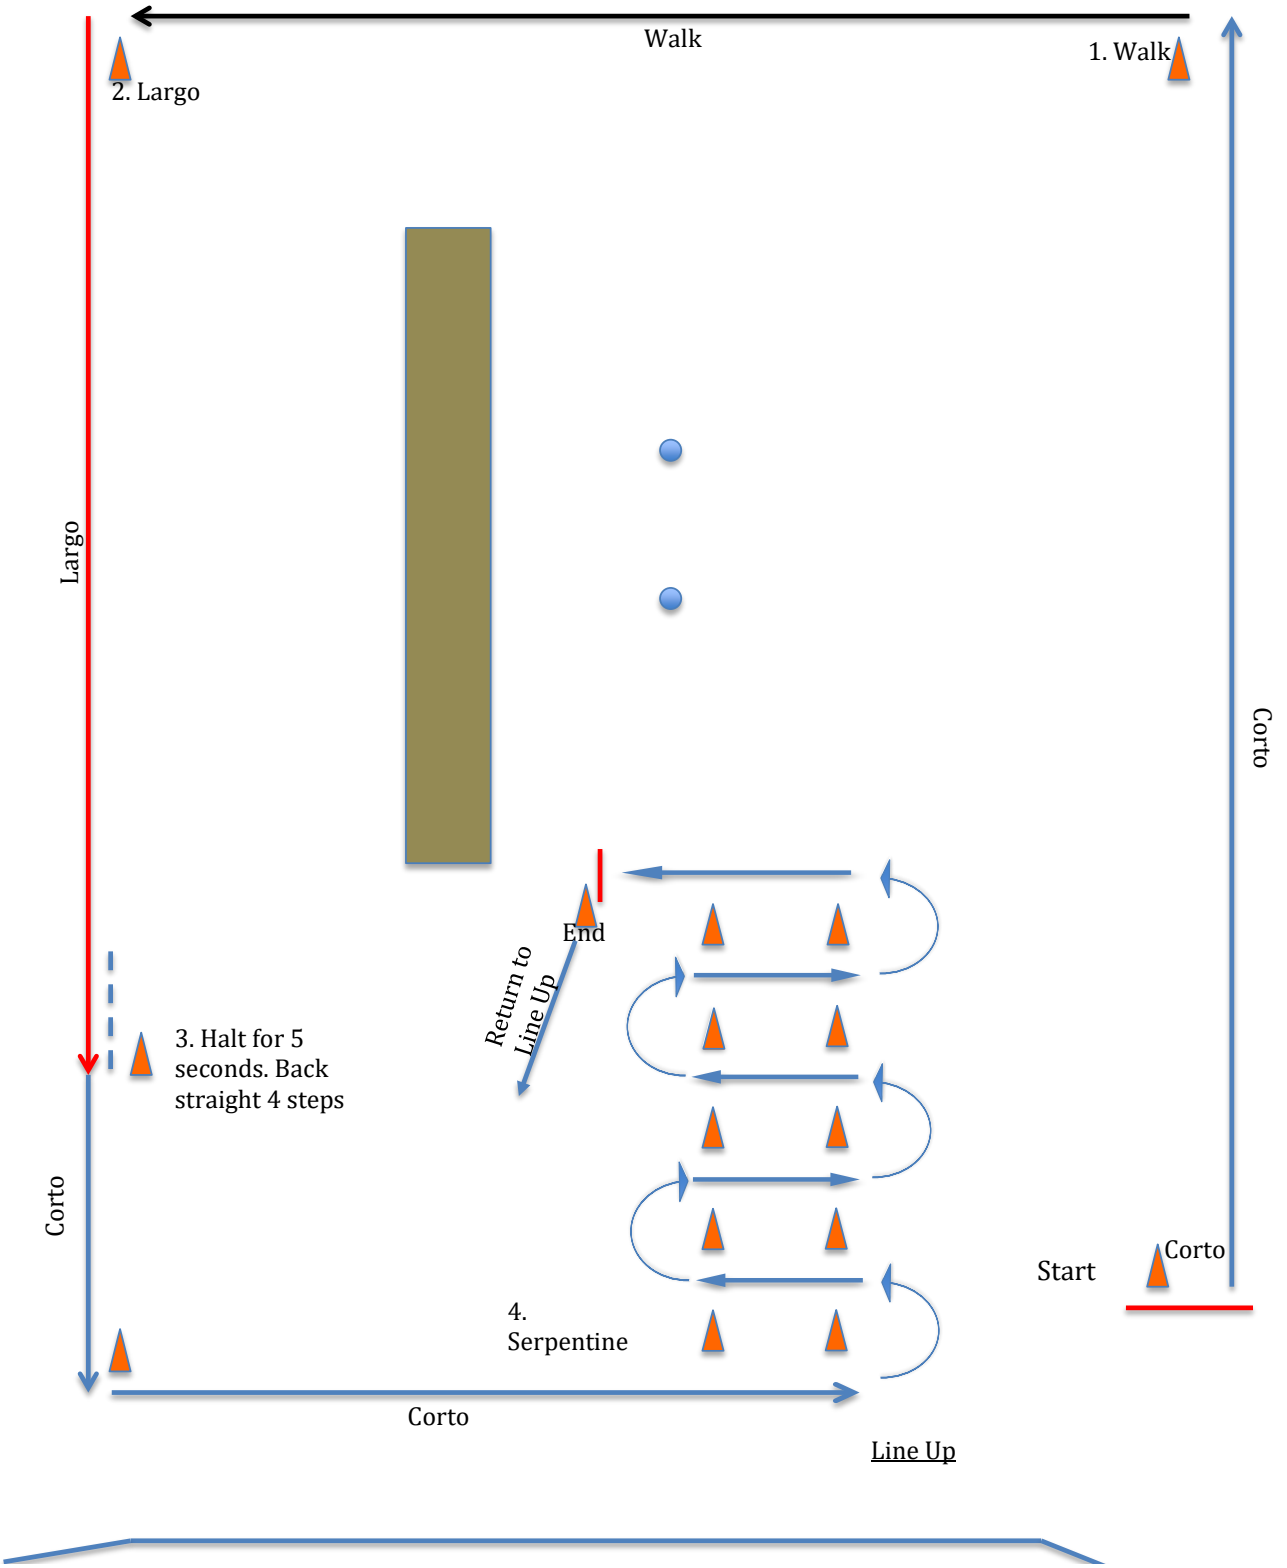 Walk
1. Walk
2. Largo
Largo
Corto
End
Return to
Line Up
3. Halt for 5
seconds. Back
straight 4 steps
Corto
Corto
Start
4.
Serpentine
Corto
Line Up